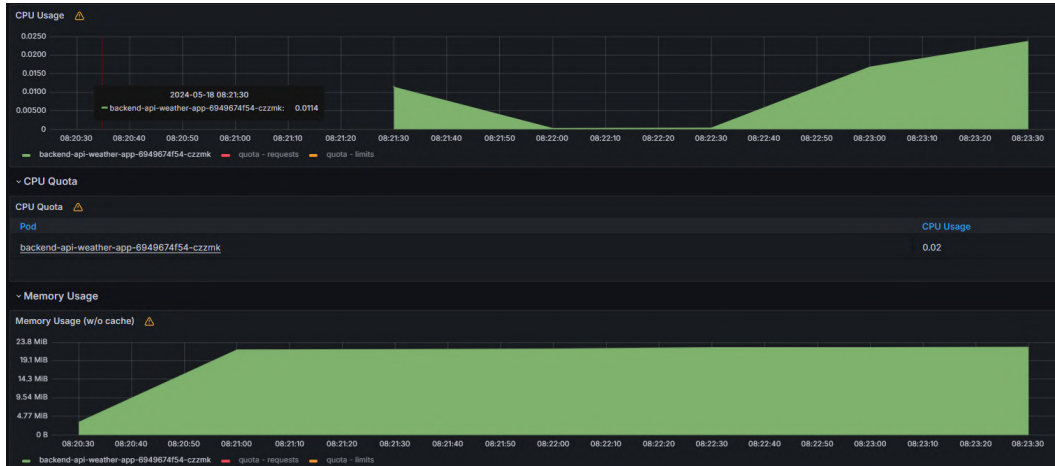 CPU Usage
0.0250
0.0200
0.0150
0.0100
0.00500
0
2024-05-18 08:21:30
backend-api-weather-app-6949674f54-czzmk: 0.0114
08:20:30 08:20:40 08:20:50 08:21:00 08:21:10 08:21:20 08:21:30 08:21:40 08:21:50 08:22:00 08:22:10 08:22:20 08:22:30 08:22:40 08:22:50 08:23:00 08:23:10 08:23:20 08:23:30
backend-api-weather-app-6949674f54-czzmk quota - requests quota - limits
CPU Quota
CPU Quota
Pod CPU Usage
backend-api-weather-app-6949674f54-czzmk 0.02
Memory Usage
Memory Usage (w/o cache)
23.8 MiB
19.1 MiB
14.3 MiB
9.54 MiB
4.77 MiB
0 B
08:20:30 08:20:40 08:20:50 08:21:00 08:21:10 08:21:20 08:21:30 08:21:40 08:21:50 08:22:00 08:22:10 08:22:20 08:22:30 08:22:40 08:22:50 08:23:00 08:23:10 08:23:20 08:23:30
backend-api-weather-app-6949674f54-czzmk quota - requests quota - limits